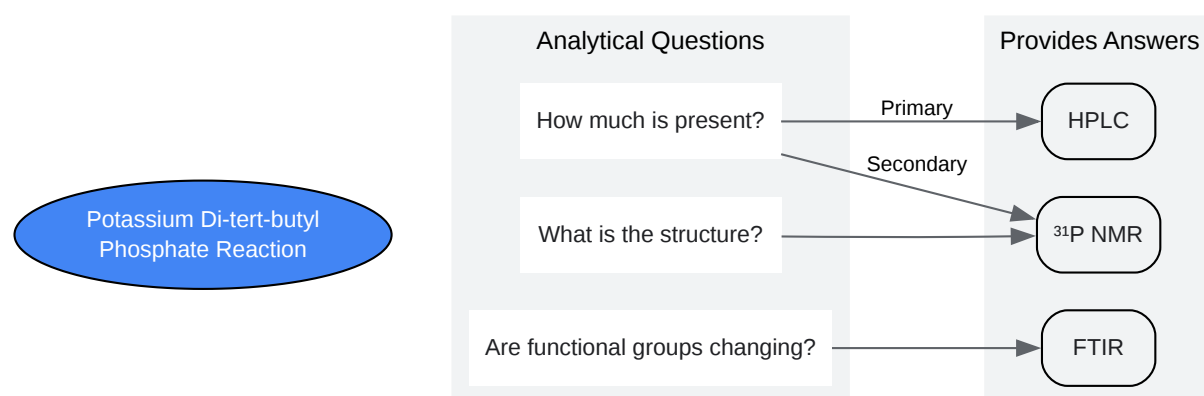 Analytical Questions
Provides Answers
How much is present?
Primary
HPLC
Secondary
Potassium Di-tert-butyl
Phosphate Reaction
What is the structure?
³¹P NMR
Are functional groups changing?
FTIR